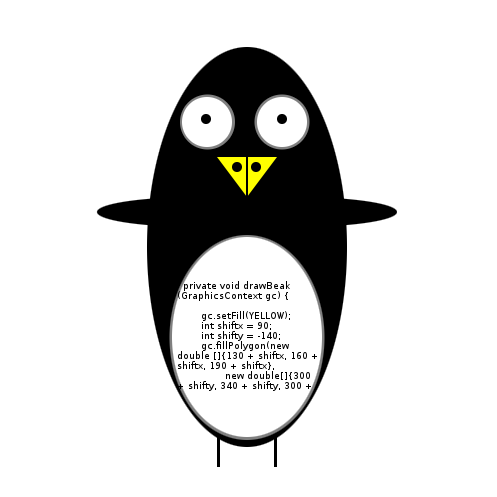 private void drawBeak
(GraphicsContext gc) {
gc.setFill(YELLOW);
int shiftx = 90;
int shifty = -140;
gc.fillPolygon(new
double []{130 + shiftx, 160 +
shiftx, 190 + shiftx},
new double[]{300
+ shifty, 340 + shifty, 300 +